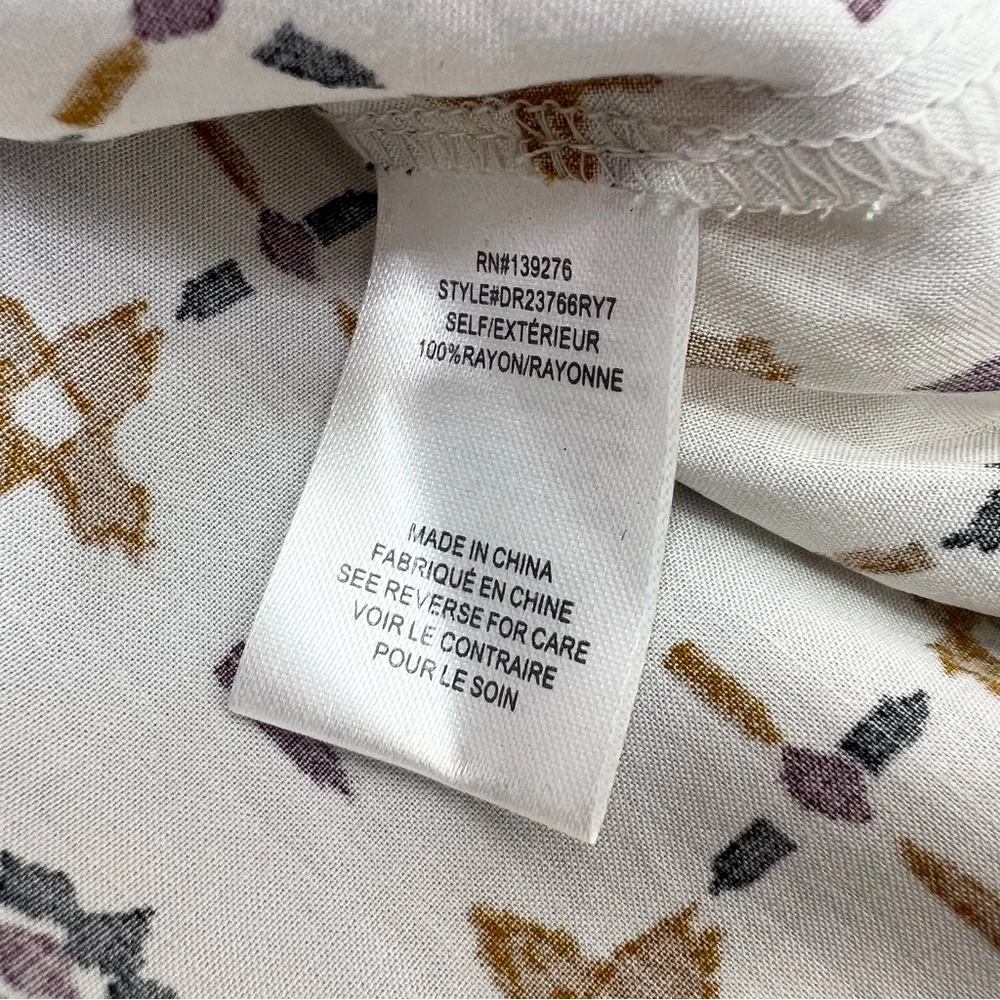 RN#139276
STYLE#DR23766RY7
SELF/EXTÉRIEUR
100%RAYON/RAYONNE
MADE IN CHINA
FABRIQUÉ EN CHINE
SEE REVERSE FOR CARE
VOIR LE CONTRAIRE
POUR LE SOIN